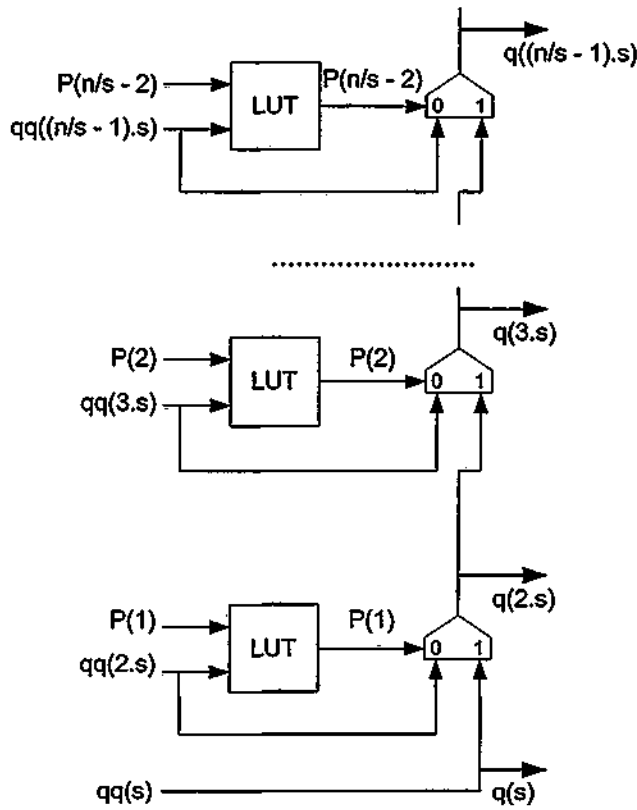 q((n/s - 1).s)
P(n/s - 2)
P(n/s - 2)
LUT
0 1
qq((n/s - 1).s)
q(3.s)
P(2)
P(2)
LUT
0 1
qq(3.s)
q(2.s)
P(1)
P(1)
LUT
0 1
qq(2.s)
qq(s)
q(s)